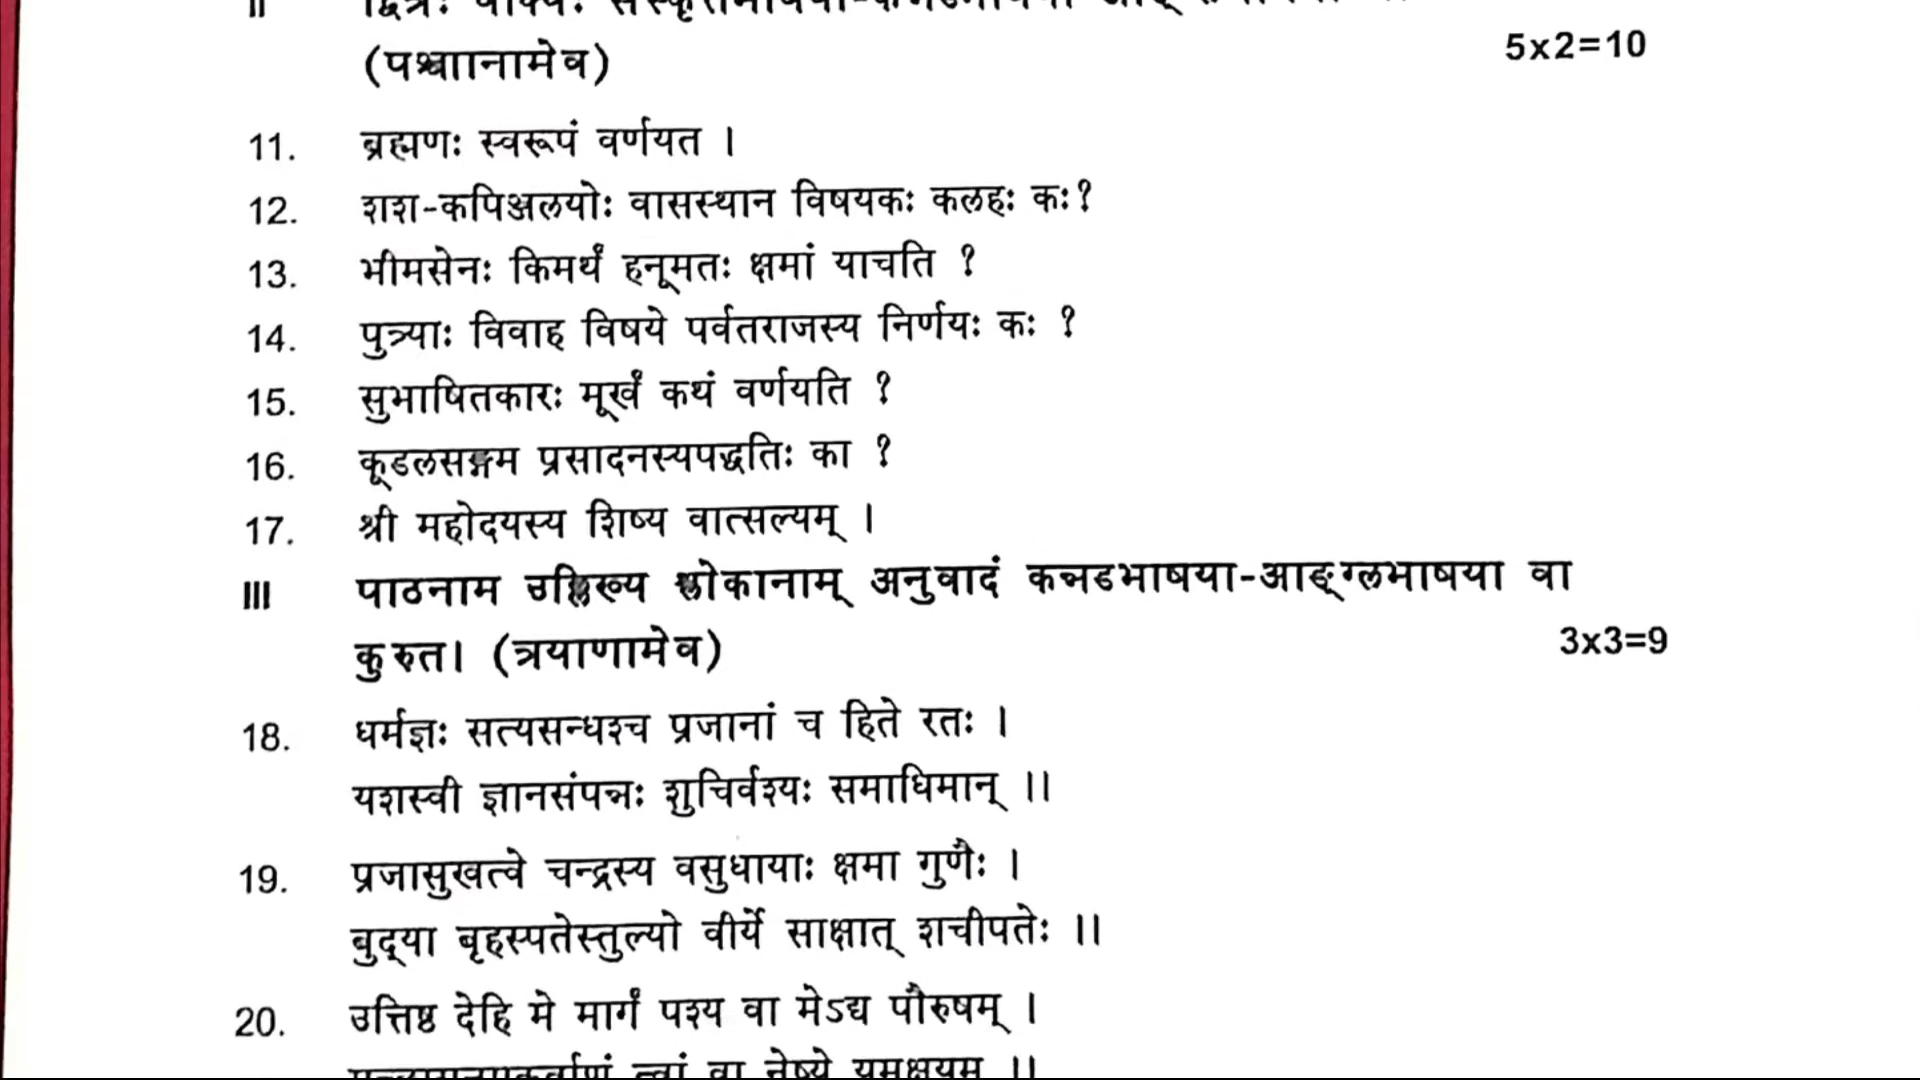 II
(पश्चाानामेव) 5x2=10
11. ब्रह्मणः स्वरूपं वर्णयत ।
12. शश-कपिञ्जलयोः वासस्थान विषयकः कलहः कः?
13. भीमसेनः किमर्थं हनूमतः क्षमां याचति ?
14. पुत्र्याः विवाह विषये पर्वतराजस्य निर्णयः कः ?
15. सुभाषितकारः मूर्खं कथं वर्णयति ?
16. कूडलसङ्गम प्रसादनस्यपद्धतिः का ?
17. श्री महोदयस्य शिष्य वात्सल्यम् ।
III पाठनाम उल्लिख्य श्लोकानाम् अनुवादं कन्नडभाषया-आङ्ग्लभाषया वा
कुरुत। (त्रयाणामेव) 3x3=9
18. धर्मज्ञः सत्यसन्धश्च प्रजानां च हिते रतः ।
यशस्वी ज्ञानसंपन्नः शुचिर्वश्यः समाधिमान् ।।
19. प्रजासुखत्वे चन्द्रस्य वसुधायाः क्षमा गुणैः ।
बुद्या बृहस्पतेस्तुल्यो वीर्ये साक्षात् शचीपतेः ।।
20. उत्तिष्ठ देहि मे मार्गं पश्य वा मेऽद्य पौरुषम् ।
त्वां वा नेष्ये यमक्षयम् ।।